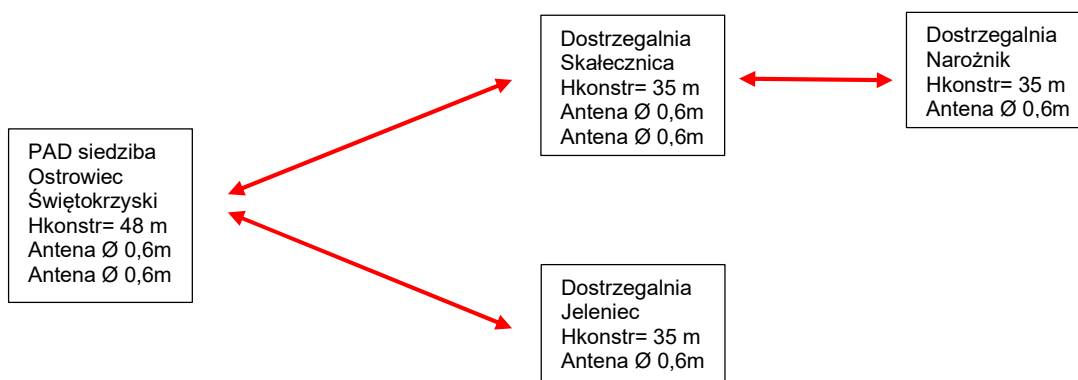 PAD siedziba
Ostrowiec
Świętokrzyski
Hkonstr= 48 m
Antena Ø 0,6m
Antena Ø 0,6m
Dostrzegalnia
Skałecznica
Hkonstr= 35 m
Antena Ø 0,6m
Antena Ø 0,6m
Dostrzegalnia
Narożnik
Hkonstr= 35 m
Antena Ø 0,6m
Dostrzegalnia
Jeleniec
Hkonstr= 35 m
Antena Ø 0,6m